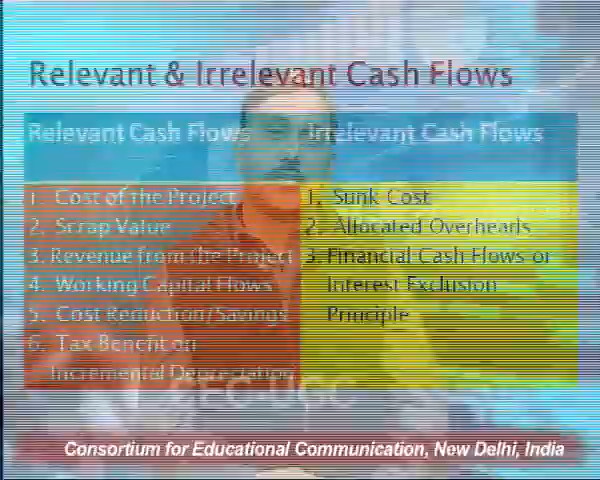 Relevant & Irrelevant Cash Flows
Relevant Cash Flows
Irrelevant Cash Flows
1. Cost of the Project
2. Scrap Value
3. Revenue from the Project
4. Working Capital Flows
5. Cost Reduction/Savings
6. Tax Benefit on
Incremental Depreciation
1. Sunk Cost
2. Allocated Overheads
3. Financial Cash Flows or
Interest Exclusion
Principle
CEC-UGC
Consortium for Educational Communication, New Delhi, India